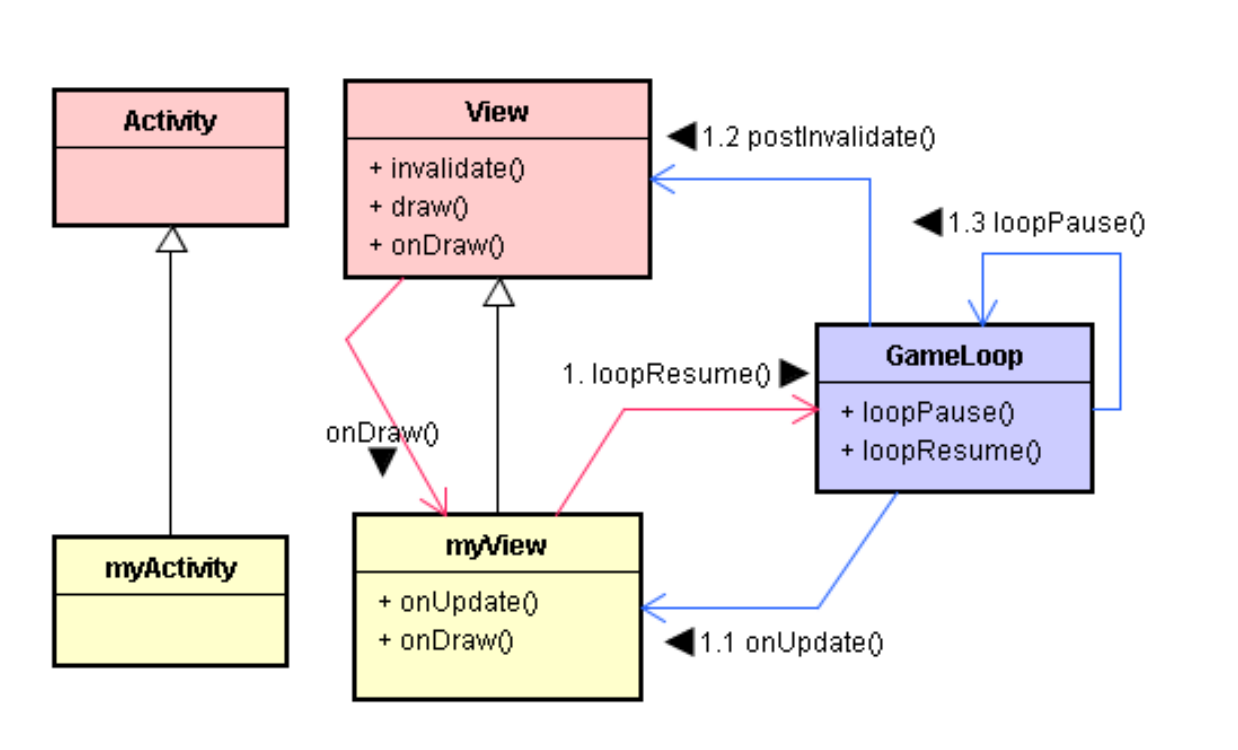 Activity
View
+ invalidate()
+ draw()
+ onDraw()
1.2 postInvalidate()
1.3 loopPause()
GameLoop
+ loopPause()
+ loopResume()
1. loopResume()
onDraw()
myActivity
myView
+ onUpdate()
+ onDraw()
1.1 onUpdate()